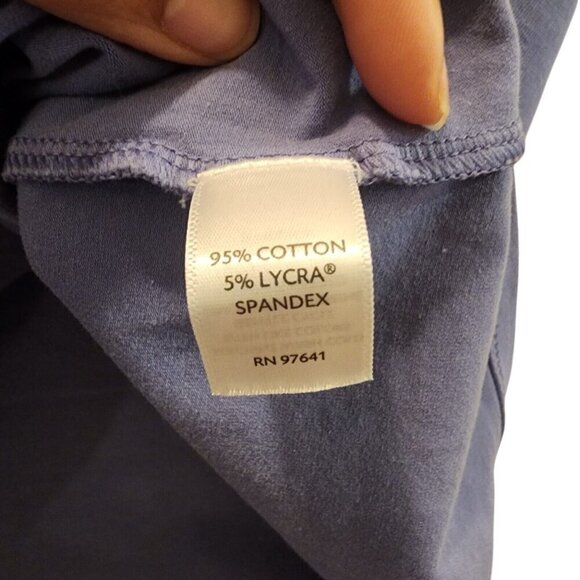 95% COTTON
5% LYCRA®
SPANDEX
RN 97641